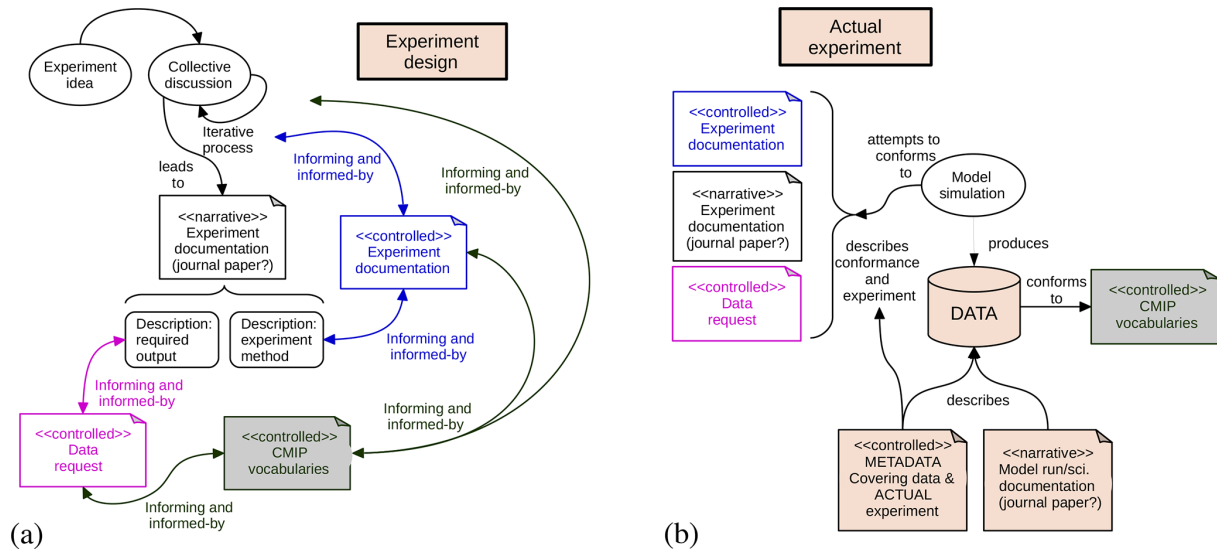 Experiment
idea
Collective
discussion
Experiment
design
Iterative
process
leads
to
Informing and
informed-by
Informing and
informed-by
<<narrative>>
Experiment
documentation
(journal paper?)
<<controlled>>
Experiment
documentation
Description:
required
output
Description:
experiment
method
Informing and
informed-by
Informing and
informed-by
Informing and
informed-by
<<controlled>>
Data
request
<<controlled>>
CMIP
vocabularies
Informing and
informed-by
(a)
Actual
experiment
<<controlled>>
Experiment
documentation
<<narrative>>
Experiment
documentation
(journal paper?)
<<controlled>>
Data
request
attempts to
conforms
to
Model
simulation
describes
conformance
and
experiment
produces
DATA
conforms
to
<<controlled>>
CMIP
vocabularies
describes
<<controlled>>
METADATA
Covering data &
ACTUAL
experiment
<<narrative>>
Model run/sci.
documentation
(journal paper?)
(b)